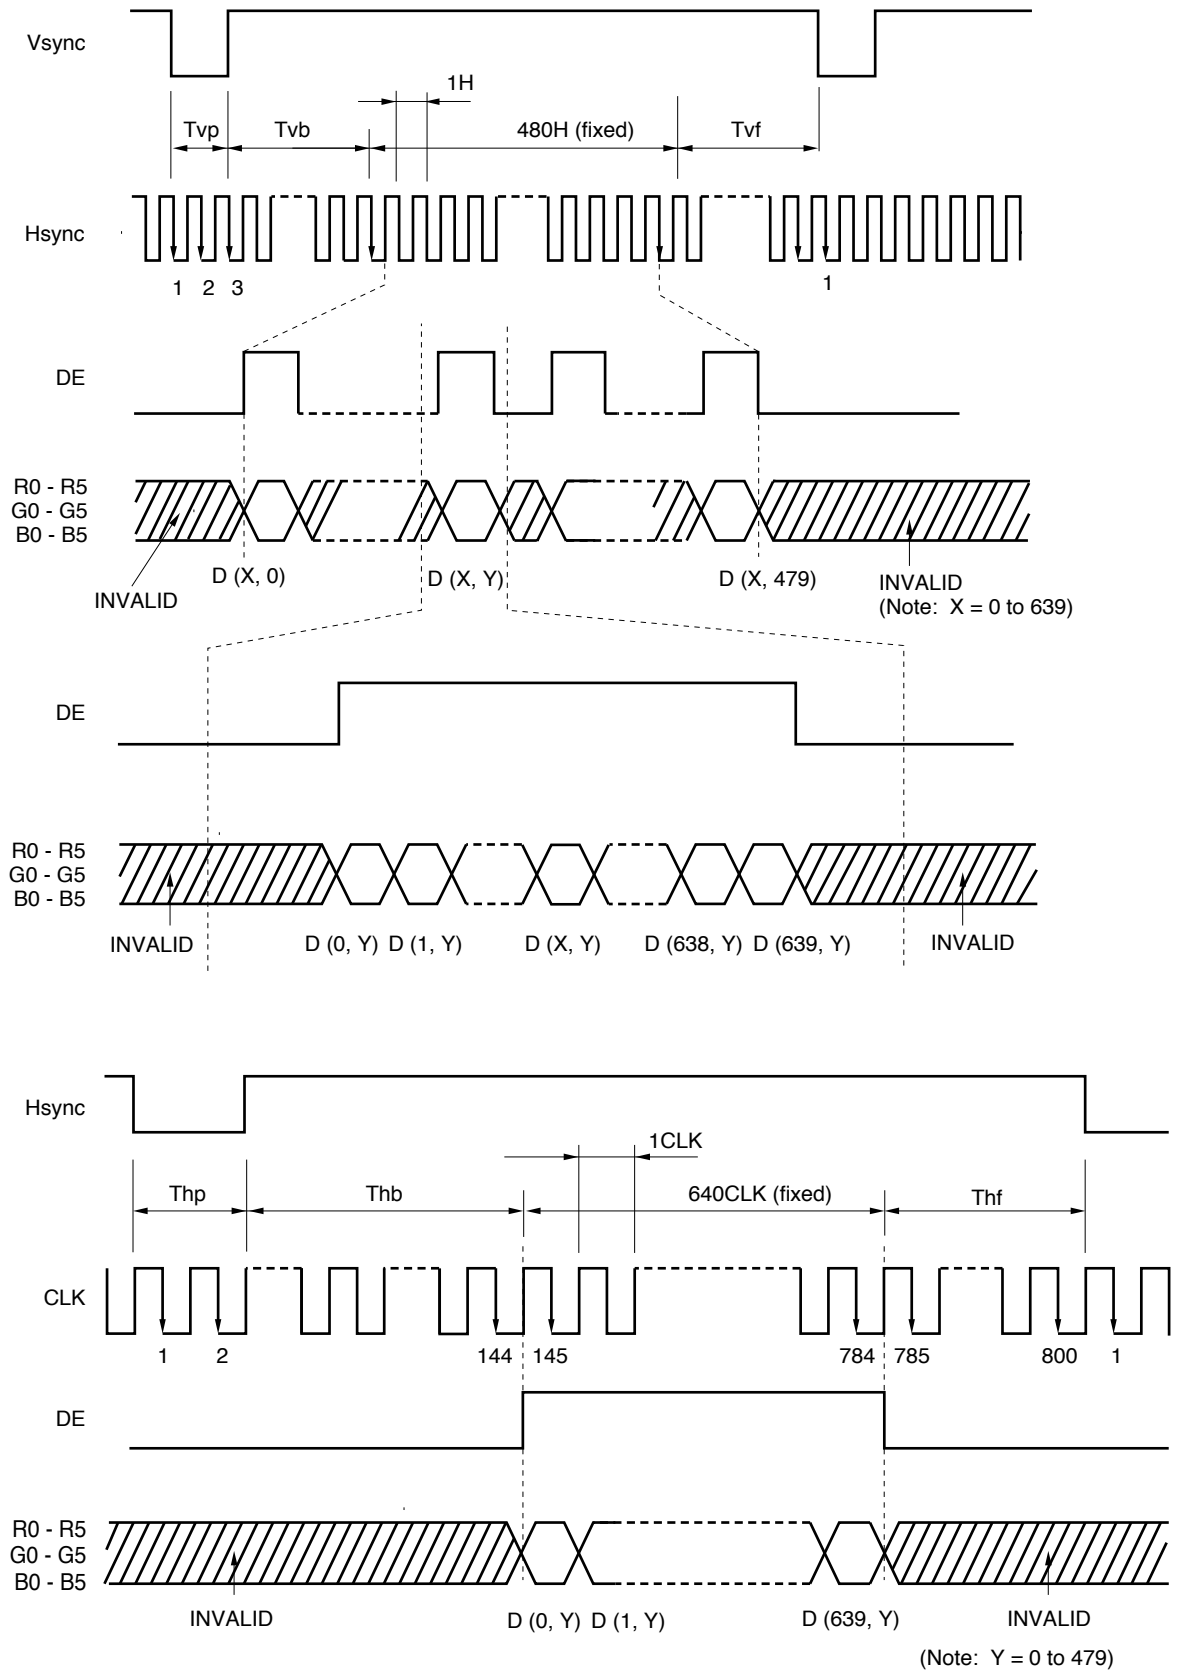 Vsync
1H
Tvp Tvb 480H (fixed) Tvf
Hsync
1 2 3 1
DE
R0 - R5
G0 - G5
B0 - B5
D (X, 0) D (X, Y) D (X, 479)
INVALID
INVALID
(Note: X = 0 to 639)
DE
R0 - R5
G0 - G5
B0 - B5
INVALID D (0, Y) D (1, Y) D (X, Y) D (638, Y) D (639, Y) INVALID
Hsync
1CLK
Thp Thb 640CLK (fixed) Thf
CLK
1 2 144 145 784 785 800 1
DE
R0 - R5
G0 - G5
B0 - B5
INVALID D (0, Y) D (1, Y) D (639, Y) INVALID
(Note: Y = 0 to 479)